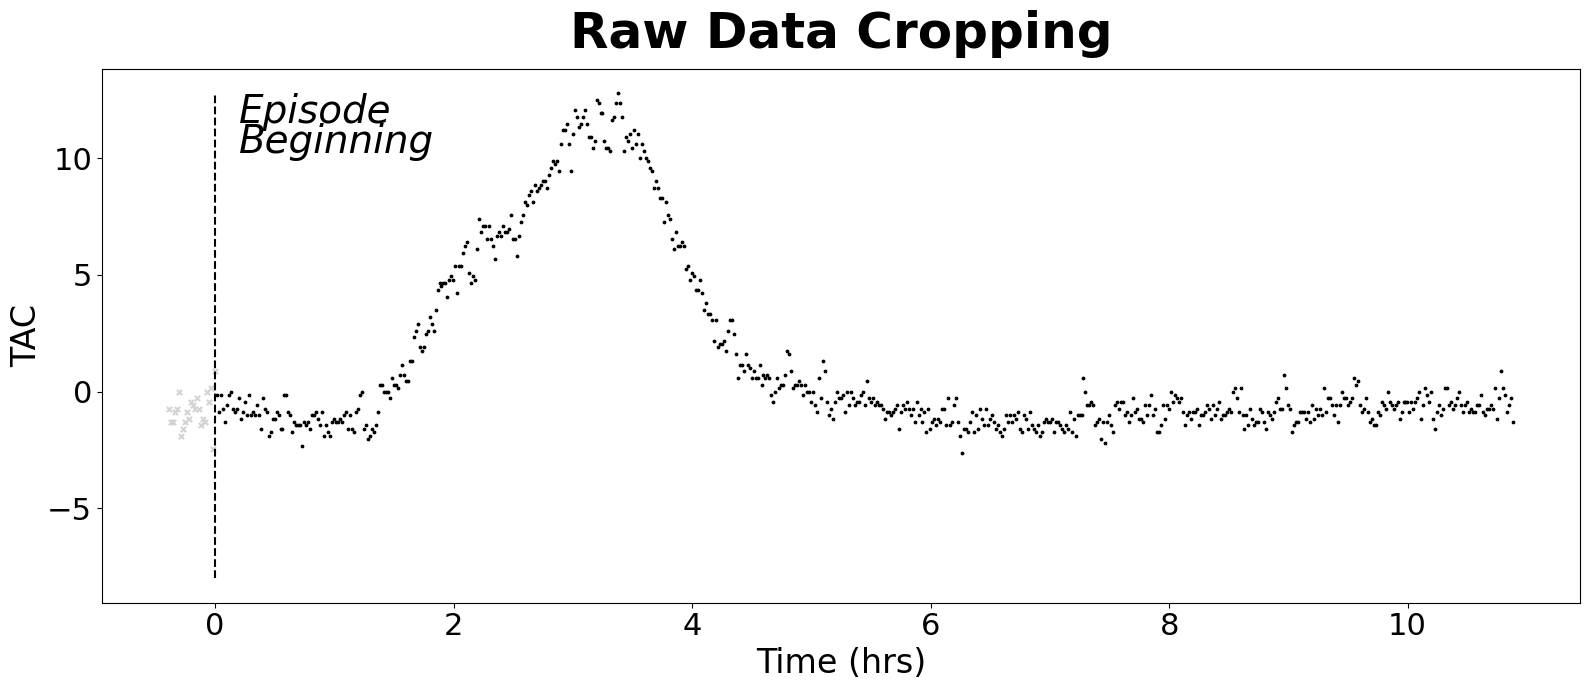 Raw Data Cropping
Episode
Beginning
10
5
0
−5
TAC
0 2 4 6 8 10
Time (hrs)